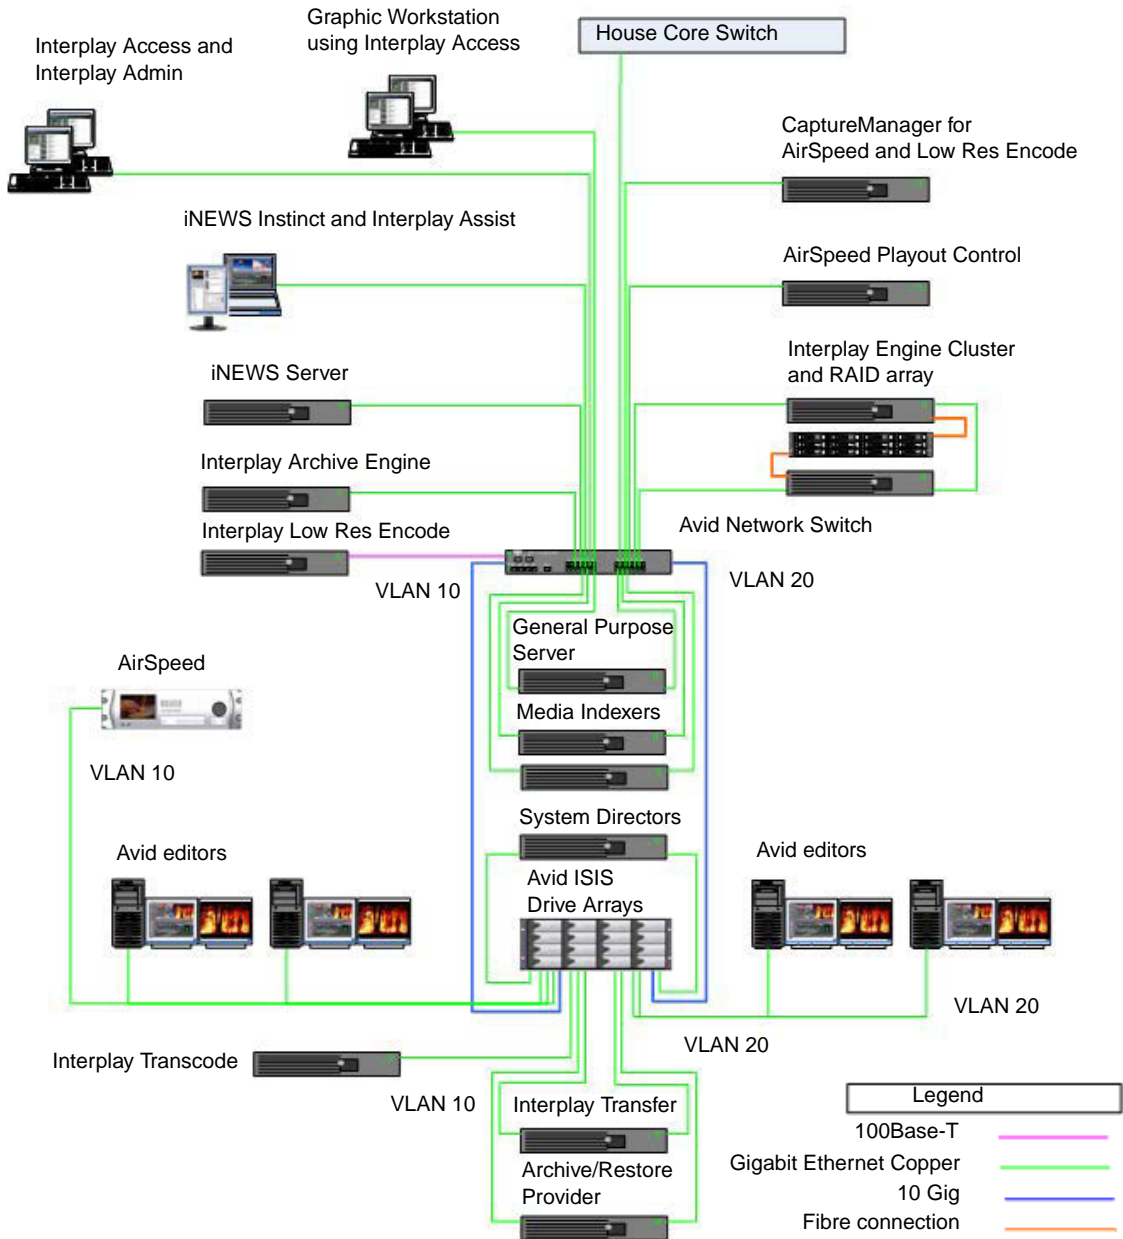 Graphic Workstation
using Interplay Access
House Core Switch
Interplay Access and
Interplay Admin
CaptureManager for
AirSpeed and Low Res Encode
iNEWS Instinct and Interplay Assist
AirSpeed Playout Control
Interplay Engine Cluster
and RAID array
iNEWS Server
Interplay Archive Engine
Interplay Low Res Encode
Avid Network Switch
VLAN 10
VLAN 20
General Purpose
Server
AirSpeed
Media Indexers
VLAN 10
System Directors
Avid editors
Avid editors
Avid ISIS
Drive Arrays
VLAN 20
VLAN 20
Interplay Transcode
VLAN 10
Interplay Transfer
Archive/Restore
Provider
Legend
100Base-T
Gigabit Ethernet Copper
10 Gig
Fibre connection